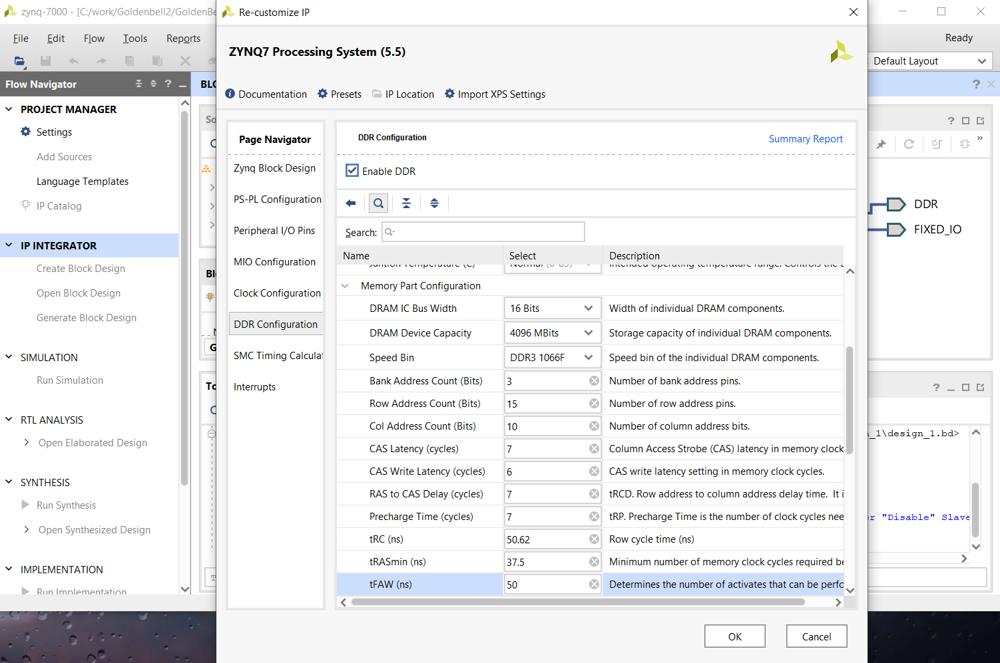 zynq-7000 - [C:/work/Goldenbell2/GoldenBe
Re-customize IP
File Edit Flow Tools Reports
Ready
ZYNQ7 Processing System (5.5)
Default Layout
Flow Navigator
? _
BLO
?
Documentation Presets IP Location Import XPS Settings
PROJECT MANAGER
Settings
Add Sources
Language Templates
IP Catalog
IP INTEGRATOR
Create Block Design
Open Block Design
Generate Block Design
SIMULATION
Run Simulation
RTL ANALYSIS
Open Elaborated Design
SYNTHESIS
Run Synthesis
Open Synthesized Design
IMPLEMENTATION
Run Implementation
So
Page Navigator
Zynq Block Design
PS-PL Configuration
Peripheral I/O Pins
MIO Configuration
Clock Configuration
DDR Configuration
SMC Timing Calculat
Interrupts
DDR Configuration
Summary Report
Enable DDR
Search:
Name Select Description
Normal (0-85) Intended operating temperature range. Controls the
Memory Part Configuration
DRAM IC Bus Width 16 Bits Width of individual DRAM components.
DRAM Device Capacity 4096 MBits Storage capacity of individual DRAM components.
Speed Bin DDR3 1066F Speed bin of the individual DRAM components.
Bank Address Count (Bits) 3 Number of bank address pins.
Row Address Count (Bits) 15 Number of row address pins.
Col Address Count (Bits) 10 Number of column address bits.
CAS Latency (cycles) 7 Column Access Strobe (CAS) latency in memory clock
CAS Write Latency (cycles) 6 CAS write latency setting in memory clock cycles.
RAS to CAS Delay (cycles) 7 tRCD. Row address to column address delay time. It i
Precharge Time (cycles) 7 tRP. Precharge Time is the number of clock cycles nee
tRC (ns) 50.62 Row cycle time (ns)
tRASmin (ns) 37.5 Minimum number of memory clock cycles required be
tFAW (ns) 50 Determines the number of activates that can be perfo
OK Cancel
?
DDR
FIXED_IO
?
_1\design_1.bd>
r "Disable" Slave